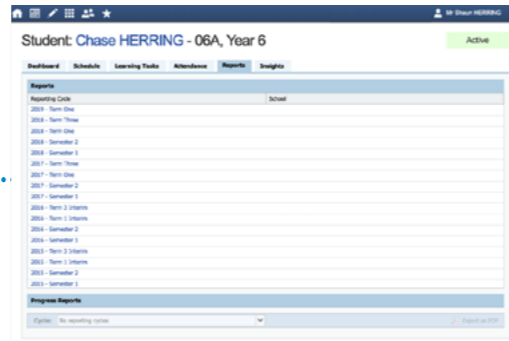 Mr Shaun HERRING
Student: Chase HERRING - 06A, Year 6
Active
Dashboard Schedule Learning Tasks Attendance Reports Insights
Reports
Reporting Cycle School
2019 - Term One
2018 - Term Three
2018 - Term One
2018 - Semester 2
2018 - Semester 1
2017 - Term Three
2017 - Term One
2017 - Semester 2
2017 - Semester 1
2016 - Term 3 Interim
2016 - Term 1 Interim
2016 - Semester 2
2016 - Semester 1
2015 - Term 3 Interim
2015 - Term 1 Interim
2015 - Semester 2
2015 - Semester 1
Progress Reports
Cycle: No reporting cycles Export as PDF